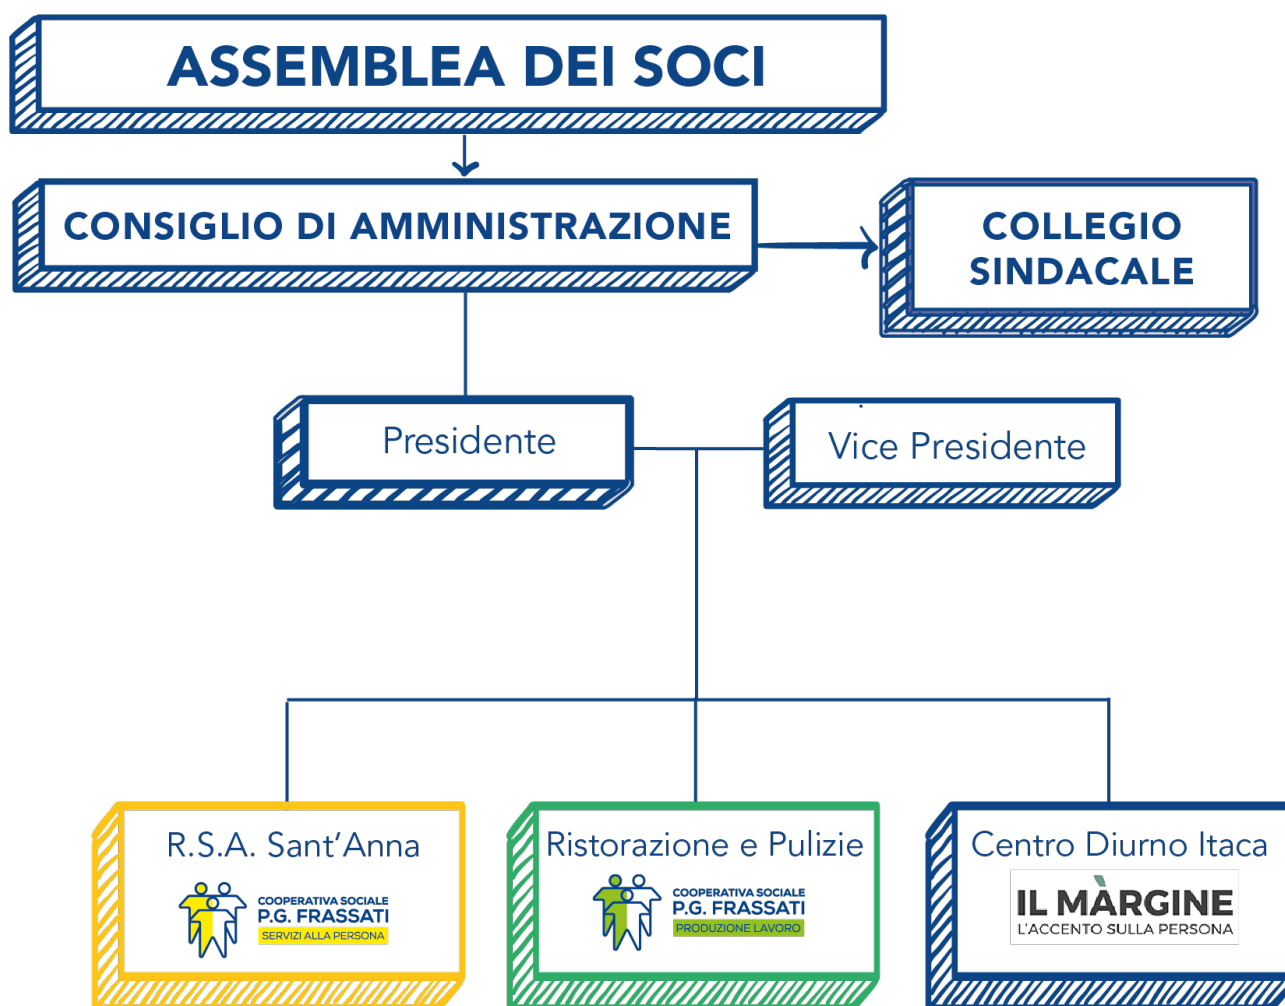 ASSEMBLEA DEI SOCI
CONSIGLIO DI AMMINISTRAZIONE
COLLEGIO
SINDACALE
Presidente
Vice Presidente
R.S.A. Sant'Anna
COOPERATIVA SOCIALE
P.G. FRASSATI
SERVIZI ALLA PERSONA
Ristorazione e Pulizie
COOPERATIVA SOCIALE
P.G. FRASSATI
PRODUZIONE LAVORO
Centro Diurno Itaca
IL MÀRGINE
L'ACCENTO SULLA PERSONA